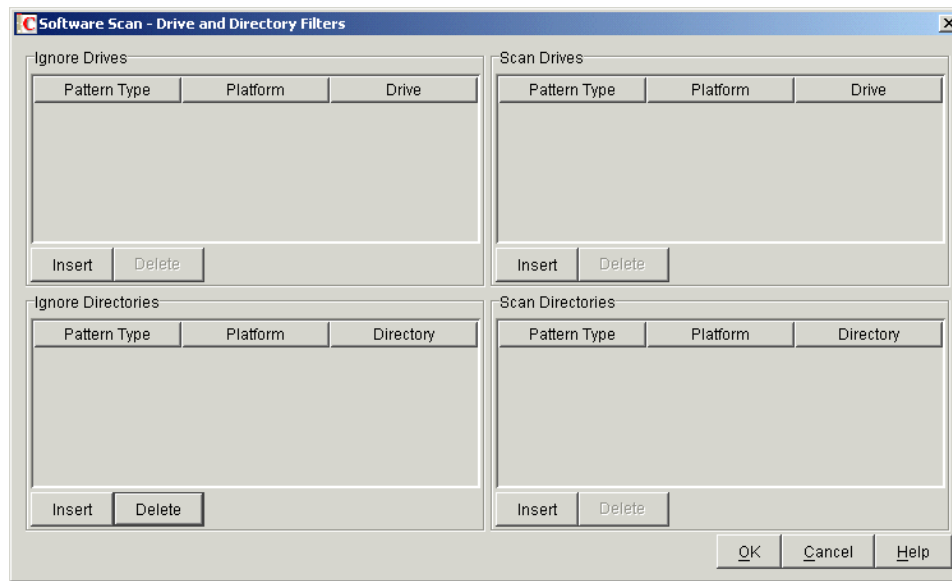 Software Scan - Drive and Directory Filters
Ignore Drives
Pattern Type Platform Drive
Insert Delete
Scan Drives
Pattern Type Platform Drive
Insert Delete
Ignore Directories
Pattern Type Platform Directory
Insert Delete
Scan Directories
Pattern Type Platform Directory
Insert Delete
OK Cancel Help